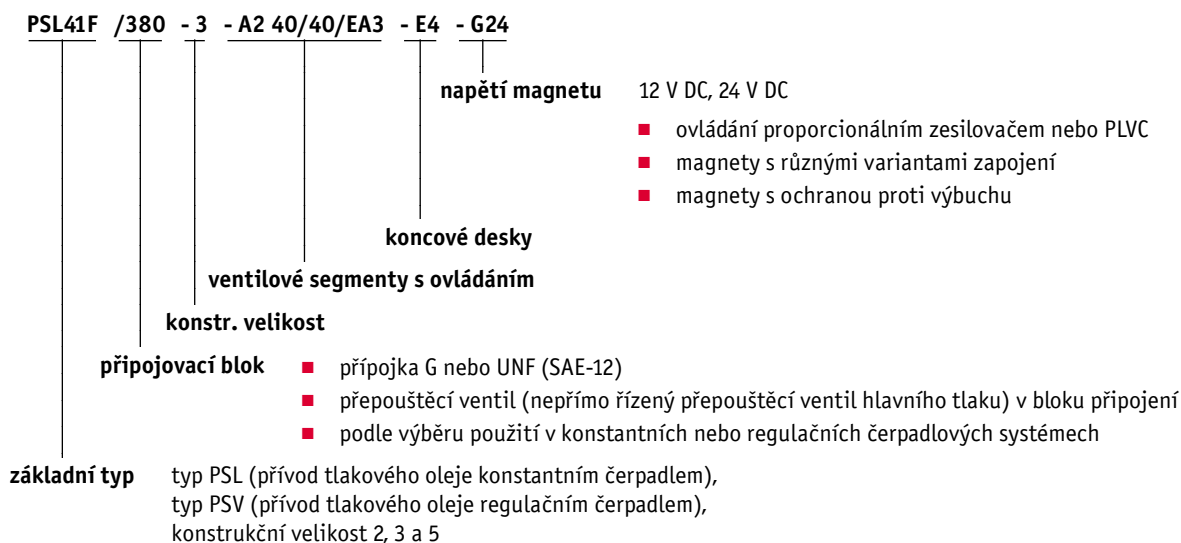 PSL41F /380 - 3 - A2 40/40/EA3 - E4 - G24
napětí magnetu 12 V DC, 24 V DC
ovládání proporcionálním zesilovačem nebo PLVC
magnety s různými variantami zapojení
magnety s ochranou proti výbuchu
koncové desky
ventilové segmenty s ovládáním
konstr. velikost
připojovací blok
přípojka G nebo UNF (SAE-12)
přepouštěcí ventil (nepřímo řízený přepouštěcí ventil hlavního tlaku) v bloku připojení
podle výběru použití v konstantních nebo regulačních čerpadlových systémech
základní typ typ PSL (přívod tlakového oleje konstantním čerpadlem),
typ PSV (přívod tlakového oleje regulačním čerpadlem),
konstrukční velikost 2, 3 a 5